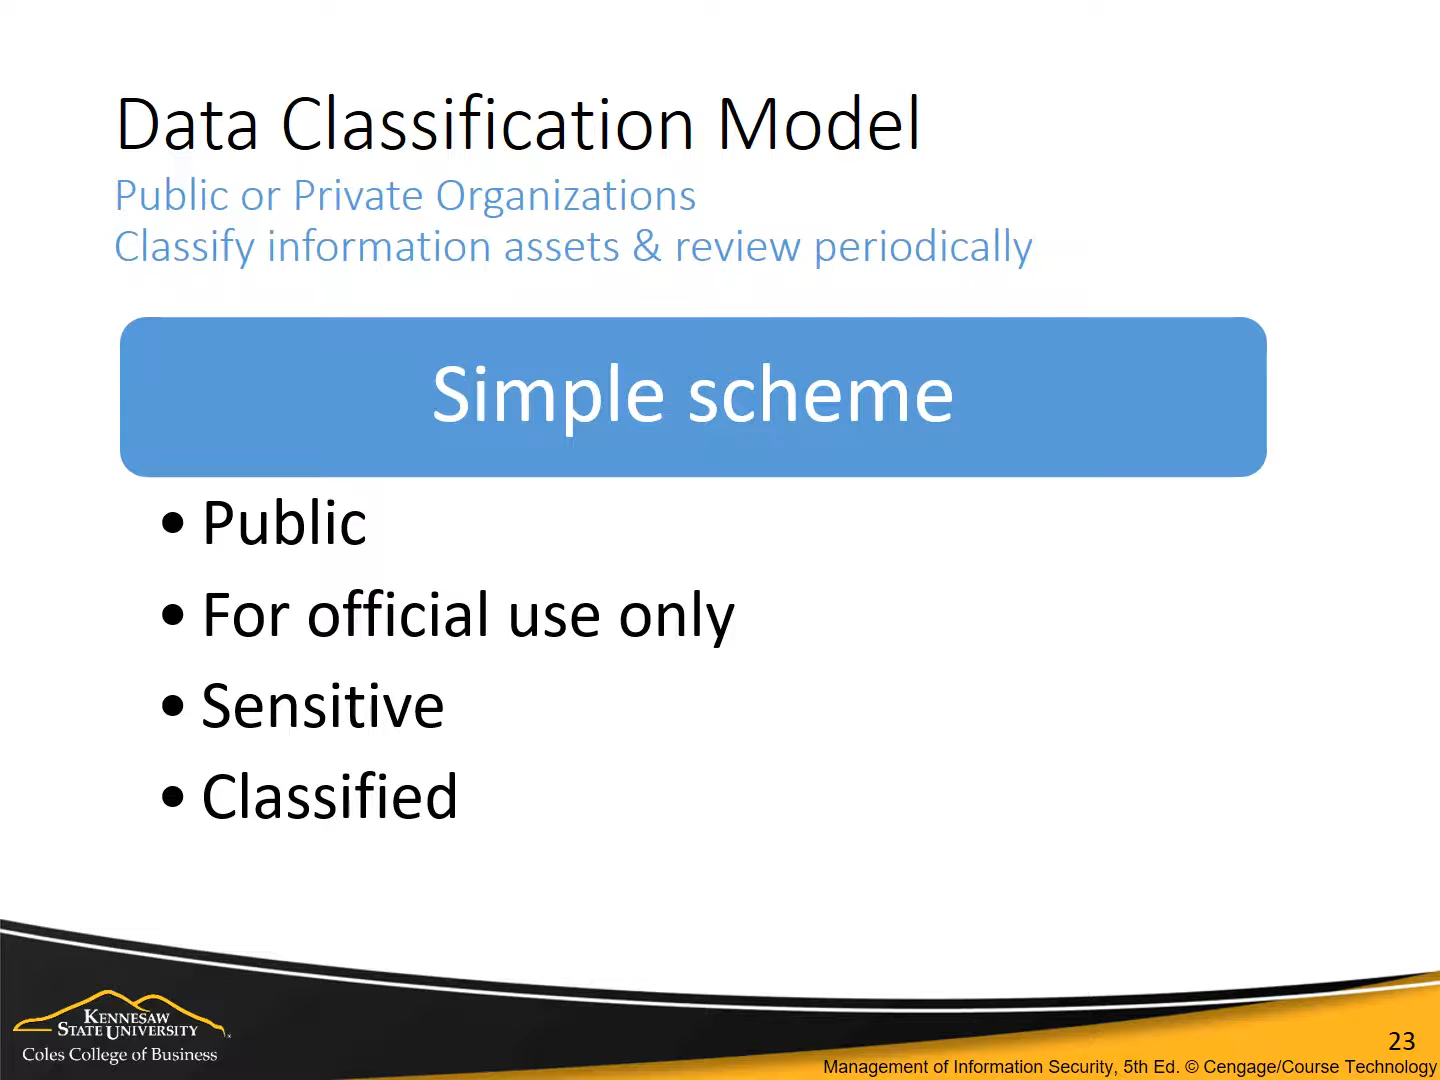 Data Classification Model
Public or Private Organizations
Classify information assets & review periodically
Simple scheme
• Public
• For official use only
• Sensitive
• Classified
KENNESAW
STATE UNIVERSITY
Coles College of Business
23
Management of Information Security, 5th Ed. © Cengage/Course Technology